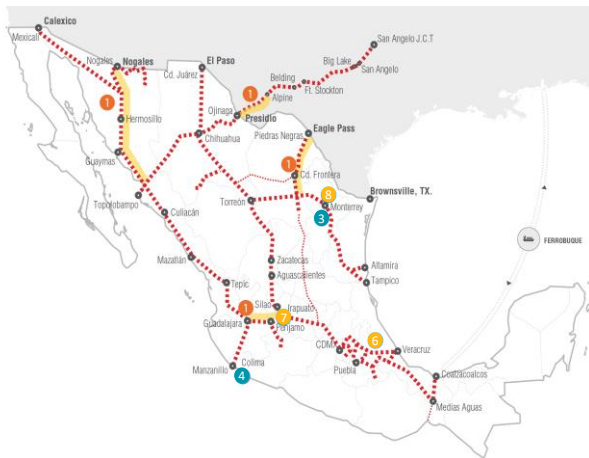 Calexico
Mexicali
San Angelo J.C.T
Nogales
Nogales
El Paso
Big Lake
San Angelo
Belding
Cd. Juárez
Ft. Stockton
1
Alpine
1
Ojinaga
Presidio
Hermosillo
Eagle Pass
Piedras Negras
Chihuahua
Guaymas
1
Cd. Frontera
8
Brownsville, TX.
Topolobampo
Torreón
Monterrey
Culiacán
3
FERROBUQUE
Mazatlán
Zacatecas
Altamira
Aguascalientes
Tampico
Tepic
1
Silao
Irapuato
7
Guadalajara
Penjamo
6
CDMX
Veracruz
Colima
Puebla
Manzanillo
4
Coatzacoalcos
Medias Aguas